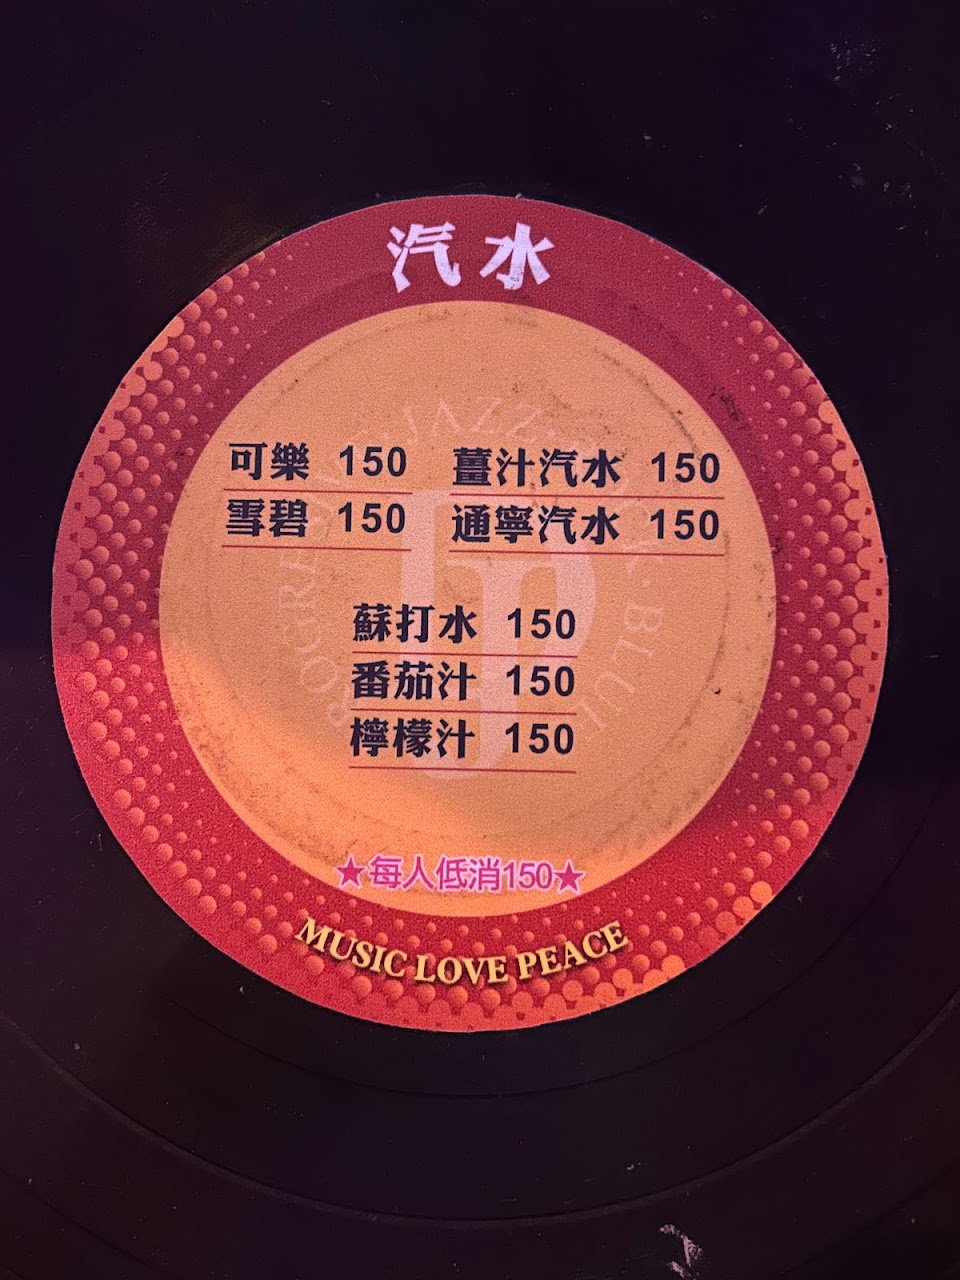 汽水
可樂 150
薑汁汽水 150
雪碧 150
通寧汽水 150
蘇打水 150
番茄汁 150
檸檬汁 150
★每人低消150★
MUSIC LOVE PEACE